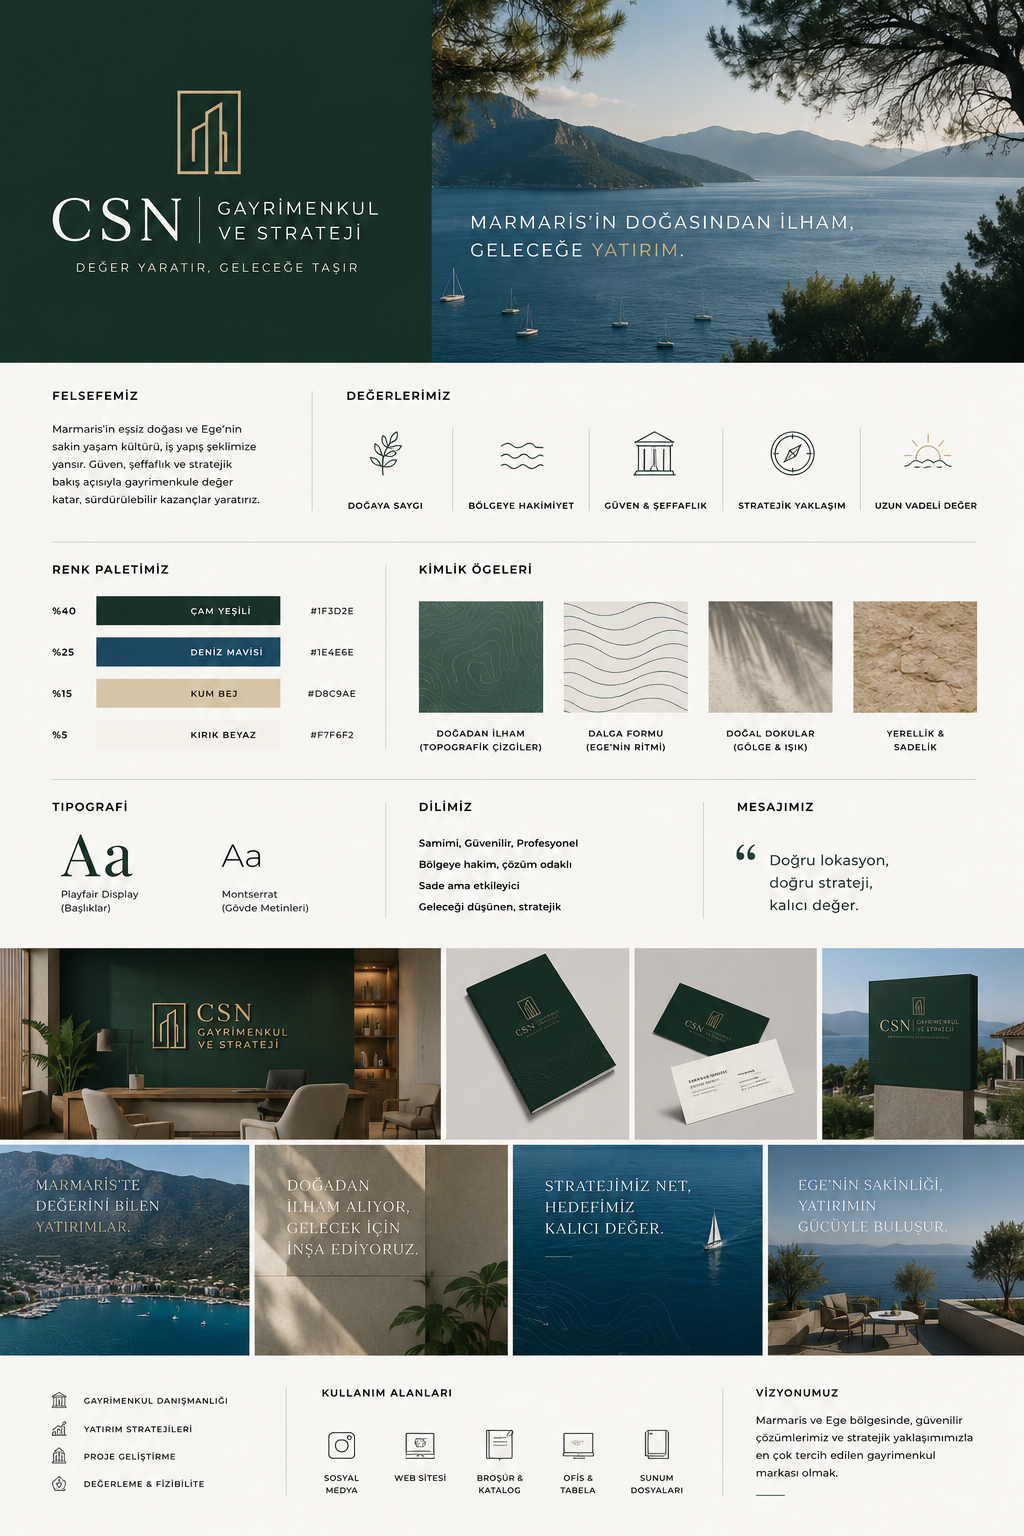 CSN
GAYRİMENKUL
VE STRATEJİ
DEĞER YARATIR, GELECEĞE TAŞIR
MARMARİS'İN DOĞASINDAN İLHAM,
GELECEĞE YATIRIM.
FELSEFEMİZ
Marmaris'in eşsiz doğası ve Ege'nin
sakin yaşam kültürü, iş yapış şeklimize
yansır. Güven, şeffaflık ve stratejik
bakış açısıyla gayrimenkule değer
katar, sürdürülebilir kazançlar yaratırız.
DEĞERLERİMİZ
DOĞAYA SAYGI
BÖLGEYE HAKİMİYET
GÜVEN & ŞEFFAFLIK
STRATEJİK YAKLAŞIM
UZUN VADELİ DEĞER
RENK PALETİMİZ
%40 ÇAM YEŞİLİ #1F3D2E
%25 DENİZ MAVİSİ #1E4E6E
%15 KUM BEJ #D8C9AE
%5 KIRIK BEYAZ #F7F6F2
KİMLİK ÖGELERİ
DOĞADAN İLHAM
(TOPOGRAFİK ÇİZGİLER)
DALGA FORMU
(EGE'NİN RİTMİ)
DOĞAL DOKULAR
(GÖLGE & IŞIK)
YERELLİK &
SADELİK
TIPOGRAFİ
Aa
Playfair Display
(Başlıklar)
Aa
Montserrat
(Gövde Metinleri)
DİLİMİZ
Samimi, Güvenilir, Profesyonel
Bölgeye hakim, çözüm odaklı
Sade ama etkileyici
Geleceği düşünen, stratejik
MESAJIMIZ
“ Doğru lokasyon,
doğru strateji,
kalıcı değer.
CSN
GAYRİMENKUL
VE STRATEJİ
CSN
CSN
CSN
GAYRİMENKUL
VE STRATEJİ
MARMARİS'TE
DEĞERİNİ BİLEN
YATIRIMLAR.
DOĞADAN
İLHAM ALIYOR,
GELECEK İÇİN
İNŞA EDİYORUZ.
STRATEJİMİZ NET,
HEDEFİMİZ
KALICI DEĞER.
EGE'NİN SAKİNLİĞİ,
YATIRIMIN
GÜCÜYLE BULUŞUR.
GAYRİMENKUL DANIŞMANLIĞI
YATIRIM STRATEJİLERİ
PROJE GELİŞTİRME
DEĞERLEME & FİZİBİLİTE
KULLANIM ALANLARI
SOSYAL
MEDYA
WEB SİTESİ
BROŞÜR &
KATALOG
OFİS &
TABELA
SUNUM
DOSYALARI
VİZYONUMUZ
Marmaris ve Ege bölgesinde, güvenilir
çözümlerimiz ve stratejik yaklaşımımızla
en çok tercih edilen gayrimenkul
markası olmak.